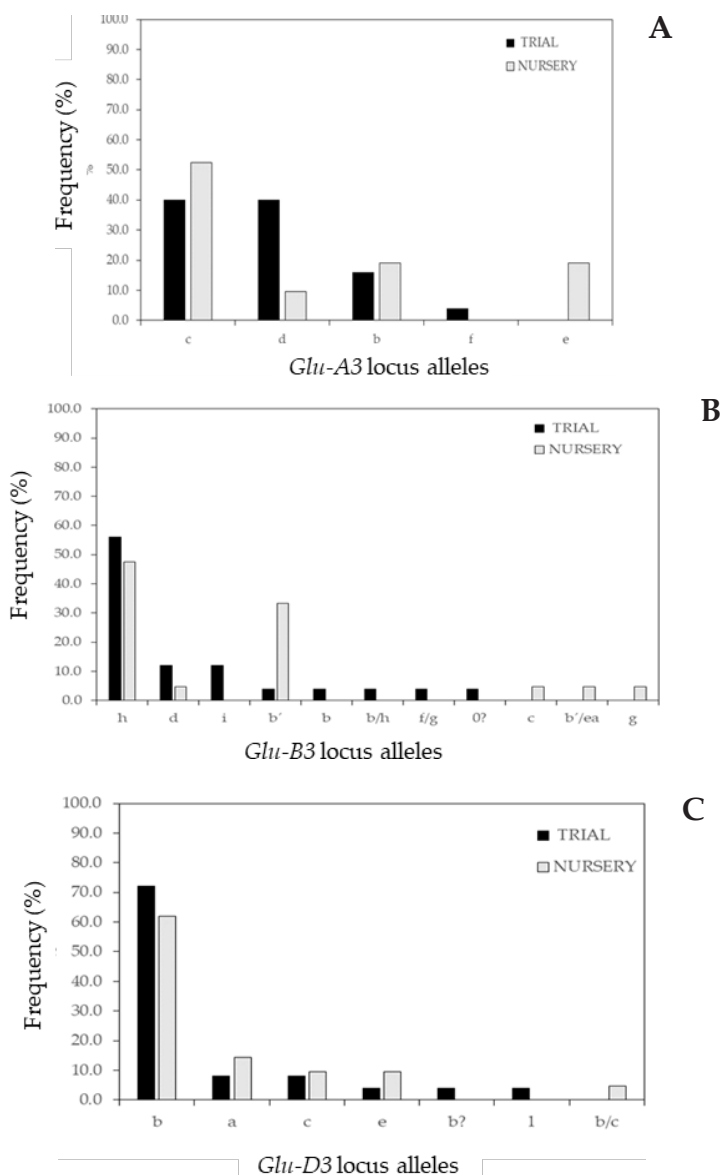 A
100.0
90.0
80.0
70.0
60.0
50.0
40.0
30.0
20.0
10.0
0.0
Frequency (%)
TRIAL
NURSERY
c d b f e
Glu-A3 locus alleles
B
100.0
90.0
80.0
70.0
60.0
50.0
40.0
30.0
20.0
10.0
0.0
Frequency (%)
TRIAL
NURSERY
h d i b´ b b/h f/g 0? c b´/ea g
Glu-B3 locus alleles
C
100.0
90.0
80.0
70.0
60.0
50.0
40.0
30.0
20.0
10.0
0.0
Frequency (%)
TRIAL
NURSERY
b a c e b? l b/c
Glu-D3 locus alleles